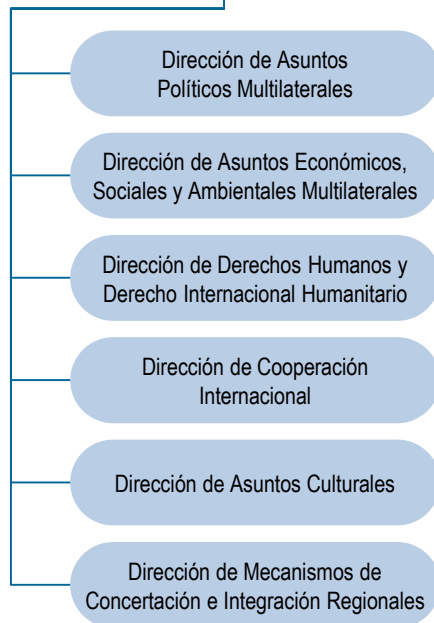 Dirección de Asuntos
Políticos Multilaterales
Dirección de Asuntos Económicos,
Sociales y Ambientales Multilaterales
Dirección de Derechos Humanos y
Derecho Internacional Humanitario
Dirección de Cooperación
Internacional
Dirección de Asuntos Culturales
Dirección de Mecanismos de
Concertación e Integración Regionales